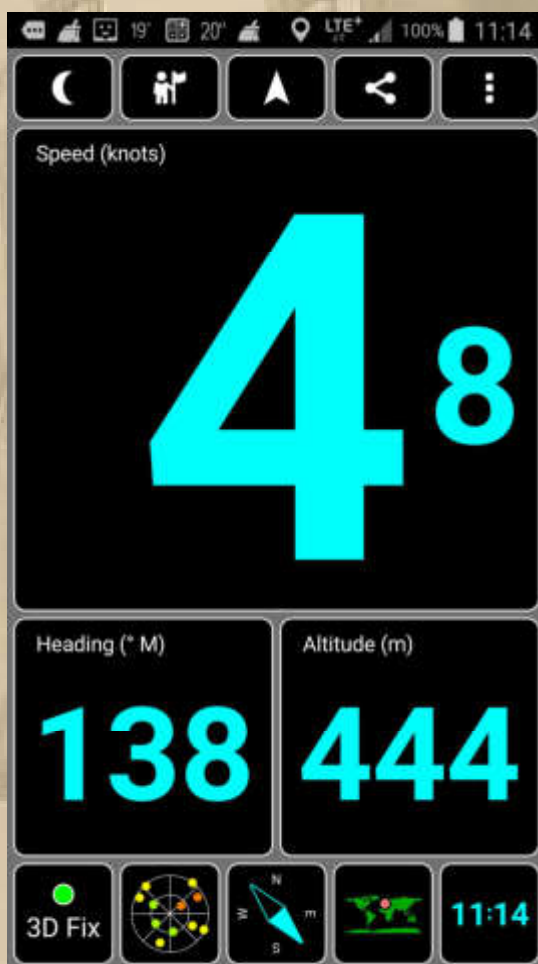 19° 20° LTE+ 100% 11:14
Speed (knots)
4 8
Heading (° M)
Altitude (m)
138
444
3D Fix
N
W
E
S
11:14